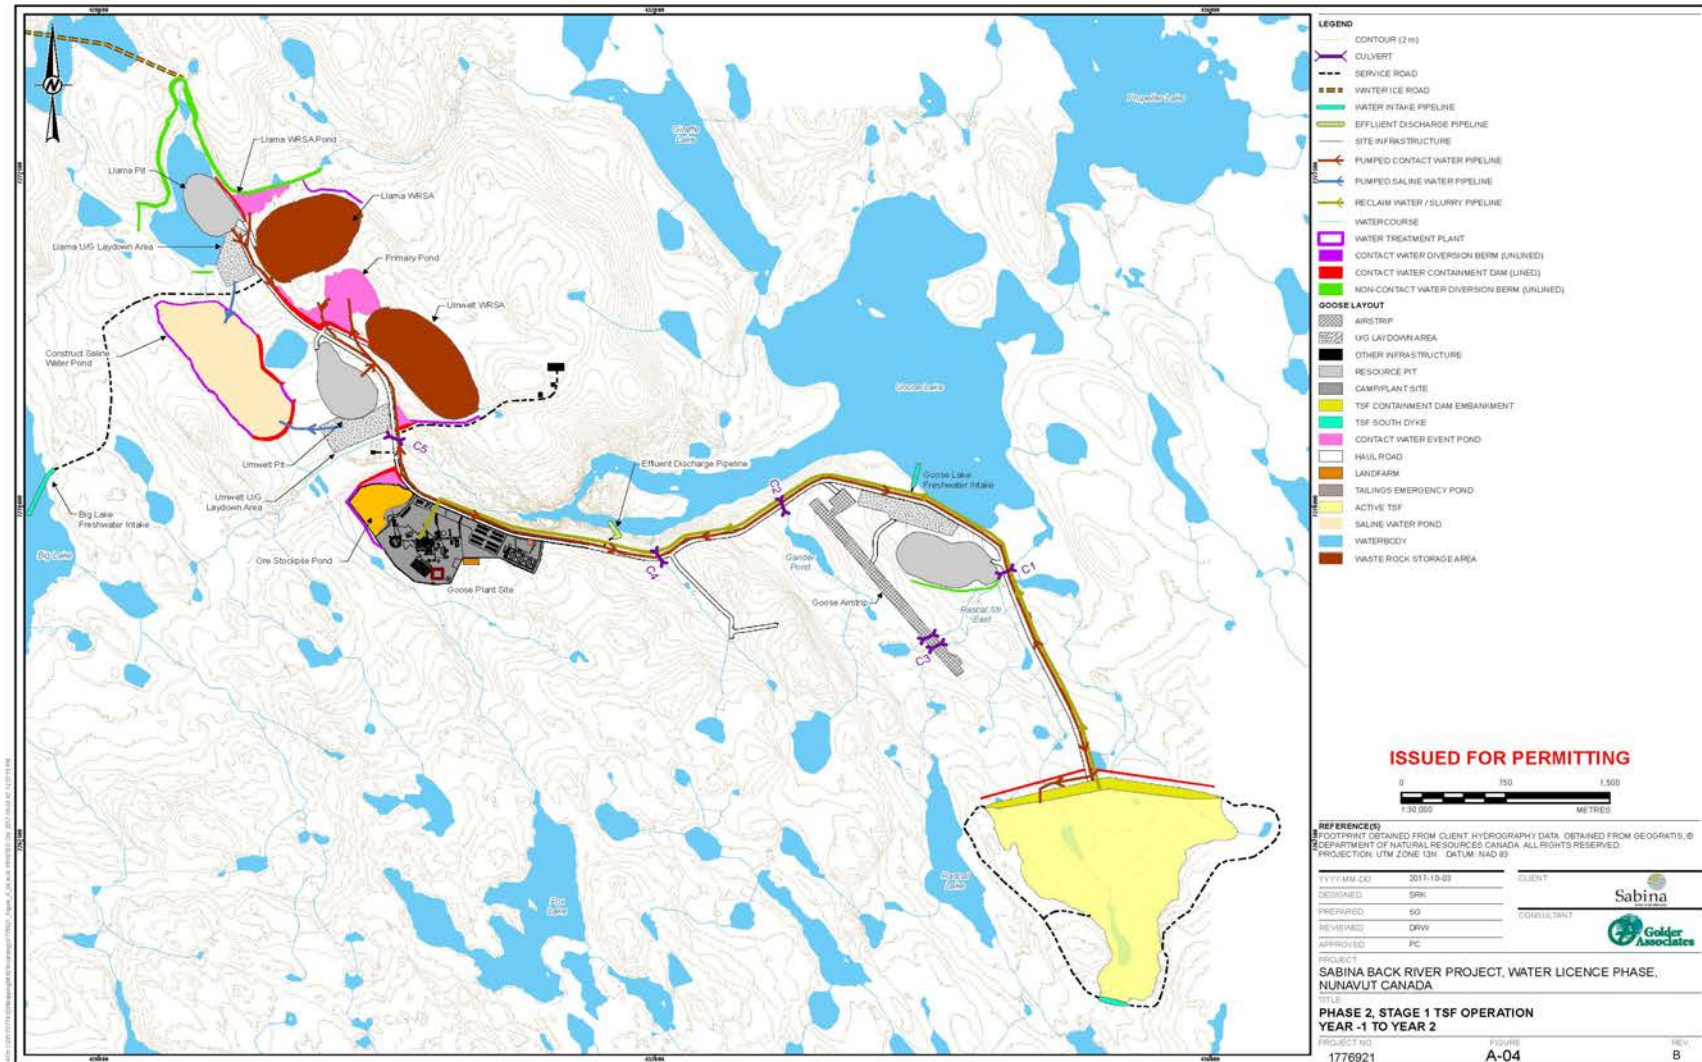 LEGEND
CONTOUR (2 m)
CULVERT
SERVICE ROAD
WINTER ICE ROAD
WATER INTAKE PIPELINE
EFFLUENT DISCHARGE PIPELINE
SITE INFRASTRUCTURE
PUMPED CONTACT WATER PIPELINE
PUMPED SALINE WATER PIPELINE
RECLAIM WATER / SLURRY PIPELINE
WATERCOURSE
WATER TREATMENT PLANT
CONTACT WATER DIVERSION BERM (UNLINED)
CONTACT WATER CONTAINMENT DAM (LINED)
NON-CONTACT WATER DIVERSION BERM (UNLINED)
GOOSE LAYOUT
AIRSTRIP
U/G LAYDOWN AREA
OTHER INFRASTRUCTURE
RESOURCE PIT
CAMP/PLANT SITE
TSF CONTAINMENT DAM EMBANKMENT
TSF SOUTH DYKE
CONTACT WATER EVENT POND
HAUL ROAD
LANDFARM
TAILINGS EMERGENCY POND
ACTIVE TSF
SALINE WATER POND
WATERBODY
WASTE ROCK STORAGE AREA
N
Propeller Lake
Giraffe
Lake
Llama WRSA Pond
Llama Pit
Llama WRSA
Llama U/G Laydown Area
Primary Pond
Umwelt WRSA
Construct Saline
Water Pond
Goose Lake
C5
Umwelt Pit
Effluent Discharge Pipeline
Goose Lake
Freshwater Intake
C2
Umwelt U/G
Laydown Area
Big Lake
Freshwater Intake
Big Lake
Ore Stockpile Pond
C4
Gander
Pond
C1
Goose Plant Site
Goose Airstrip
Rascal Str
East
C3
Rascal
Lake
Fox
Lake
ISSUED FOR PERMITTING
0 750 1,500
1:30,000 METRES
REFERENCE(S)
FOOTPRINT OBTAINED FROM CLIENT. HYDROGRAPHY DATA OBTAINED FROM GEOGRATIS, ©
DEPARTMENT OF NATURAL RESOURCES CANADA. ALL RIGHTS RESERVED.
PROJECTION: UTM ZONE 13N DATUM: NAD 83
YYYY-MM-DD 2017-10-03
DESIGNED SRK
PREPARED SG
REVIEWED DRW
APPROVED PC
CLIENT
Sabina
CONSULTANT
Golder
Associates
PROJECT
SABINA BACK RIVER PROJECT, WATER LICENCE PHASE,
NUNAVUT CANADA
TITLE
PHASE 2, STAGE 1 TSF OPERATION
YEAR -1 TO YEAR 2
PROJECT NO. FIGURE REV.
1776921 A-04 B